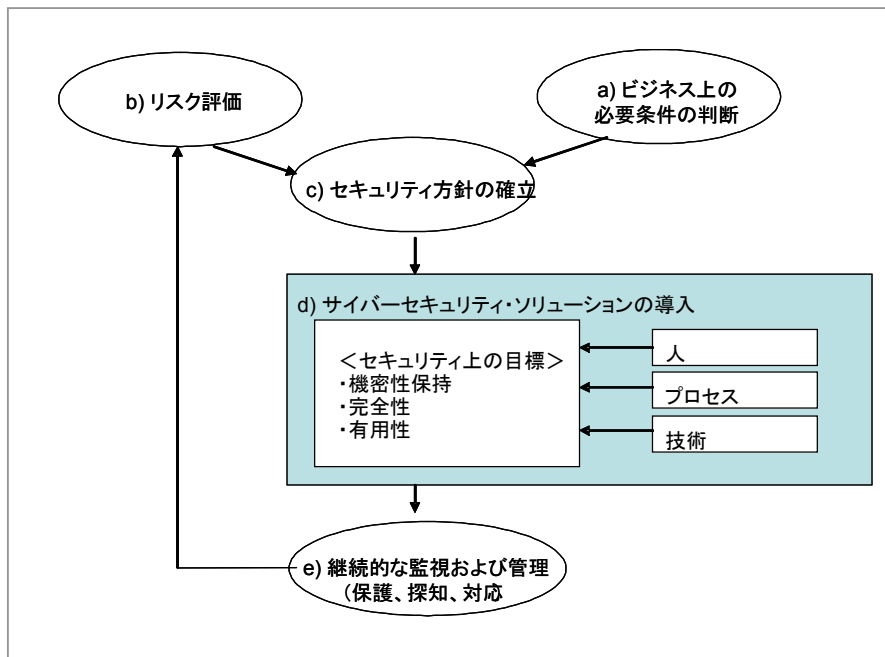 b) リスク評価
a) ビジネス上の
必要条件の判断
c) セキュリティ方針の確立
d) サイバーセキュリティ・ソリューションの導入
＜セキュリティ上の目標＞
・機密性保持
・完全性
・有用性
人
プロセス
技術
e) 継続的な監視および管理
（保護、探知、対応